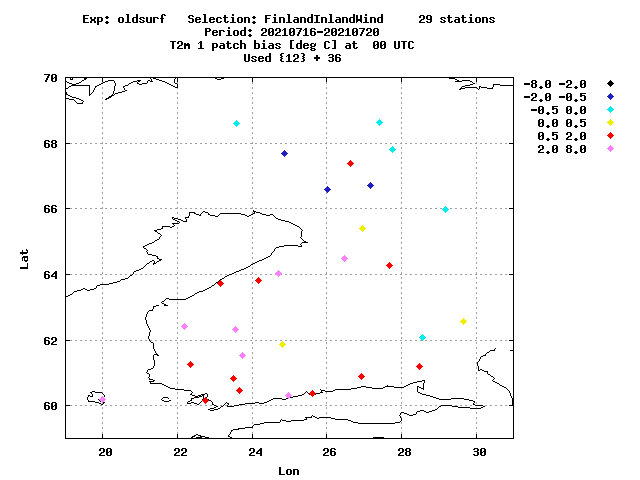 Exp: oldsurf   Selection: FinlandInlandWind     29 stations
Period: 20210716-20210720
T2m 1 patch bias [deg C] at  00 UTC
Used {12} + 36
70
68
66
64
62
60
Lat
20 22 24 26 28 30
Lon
-8.0 -2.0
-2.0 -0.5
-0.5 0.0
0.0 0.5
0.5 2.0
2.0 8.0